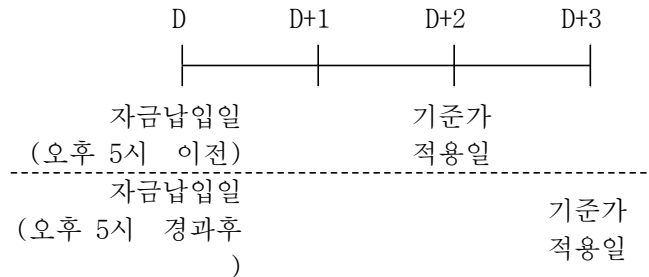 D D+1 D+2 D+3
자금납입일 기준가
(오후 5시 이전) 적용일
자금납입일
(오후 5시 경과후
)
기준가
적용일